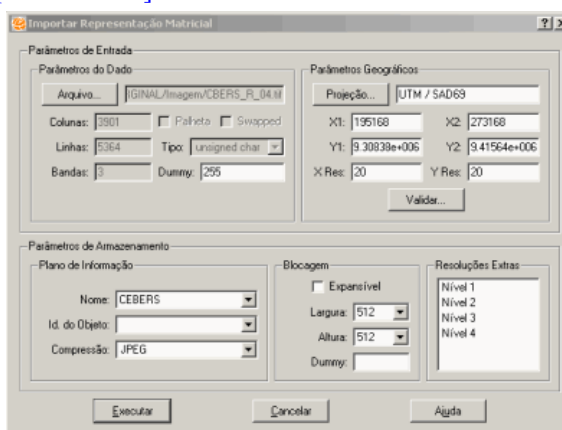 Importar Representação Matricial
Parâmetros de Entrada
Parâmetros do Dado
Arquivo... IGINAL/Imagem/CBERS_R_04.tif
Colunas: 3901 Palheta Swapped
Linhas: 5364 Tipo: unsigned char
Bandas: 3 Dummy: 255
Parâmetros Geográficos
Projeção... UTM / SAD69
X1: 195168 X2: 273168
Y1: 9.30838e+006 Y2: 9.41564e+006
X Res: 20 Y Res: 20
Validar...
Parâmetros de Armazenamento
Plano de Informação
Nome: CEBERS
Id. do Objeto:
Compressão: JPEG
Blocagem
Expansível
Largura: 512
Altura: 512
Dummy:
Resoluções Extras
Nível 1
Nível 2
Nível 3
Nível 4
Executar Cancelar Ajuda